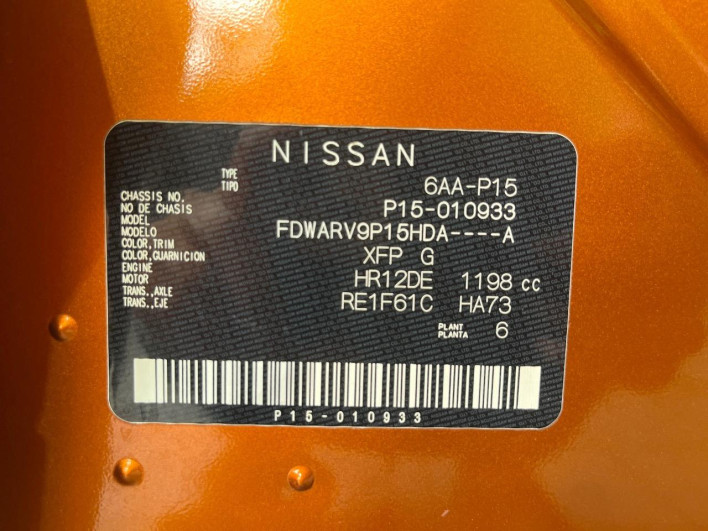 NISSAN
TYPE
TIPO
6AA-P15
CHASSIS NO.
NO DE CHASIS
P15-010933
MODEL
MODELO
FDWARV9P15HDA----A
COLOR,TRIM
COLOR,GUARNICION
XFP G
ENGINE
MOTOR
HR12DE 1198 cc
TRANS.,AXLE
TRANS.,EJE
RE1F61C HA73
PLANT
PLANTA
6
P15-010933